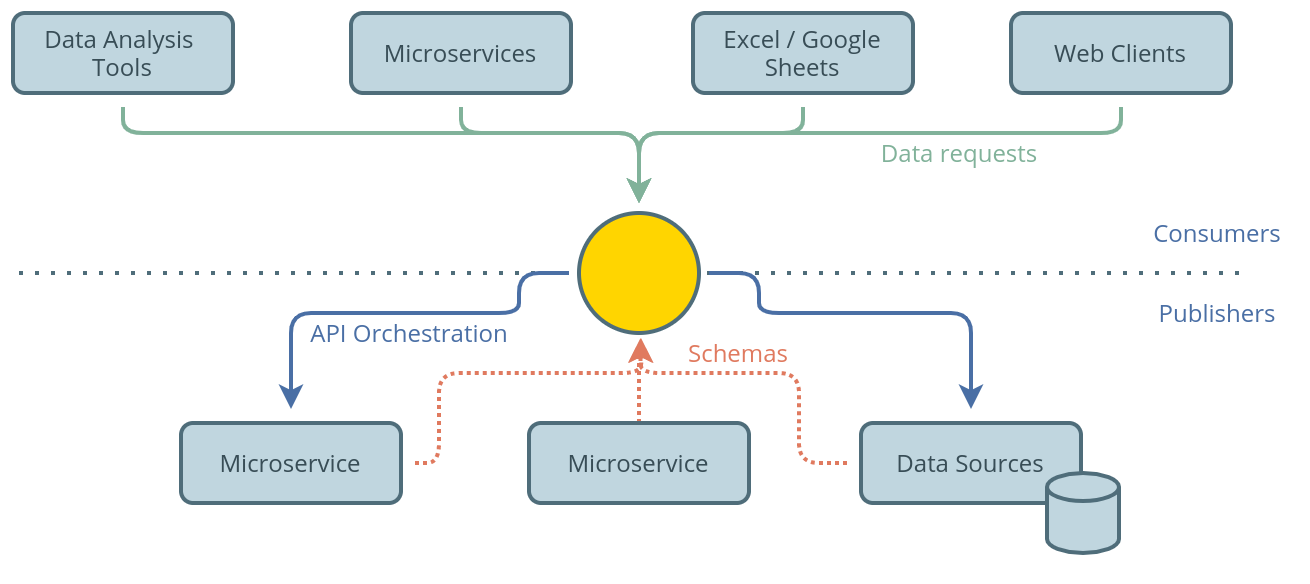 Data Analysis
Tools
Microservices
Excel / Google
Sheets
Web Clients
Data requests
Consumers
Publishers
API Orchestration
Schemas
Microservice
Microservice
Data Sources